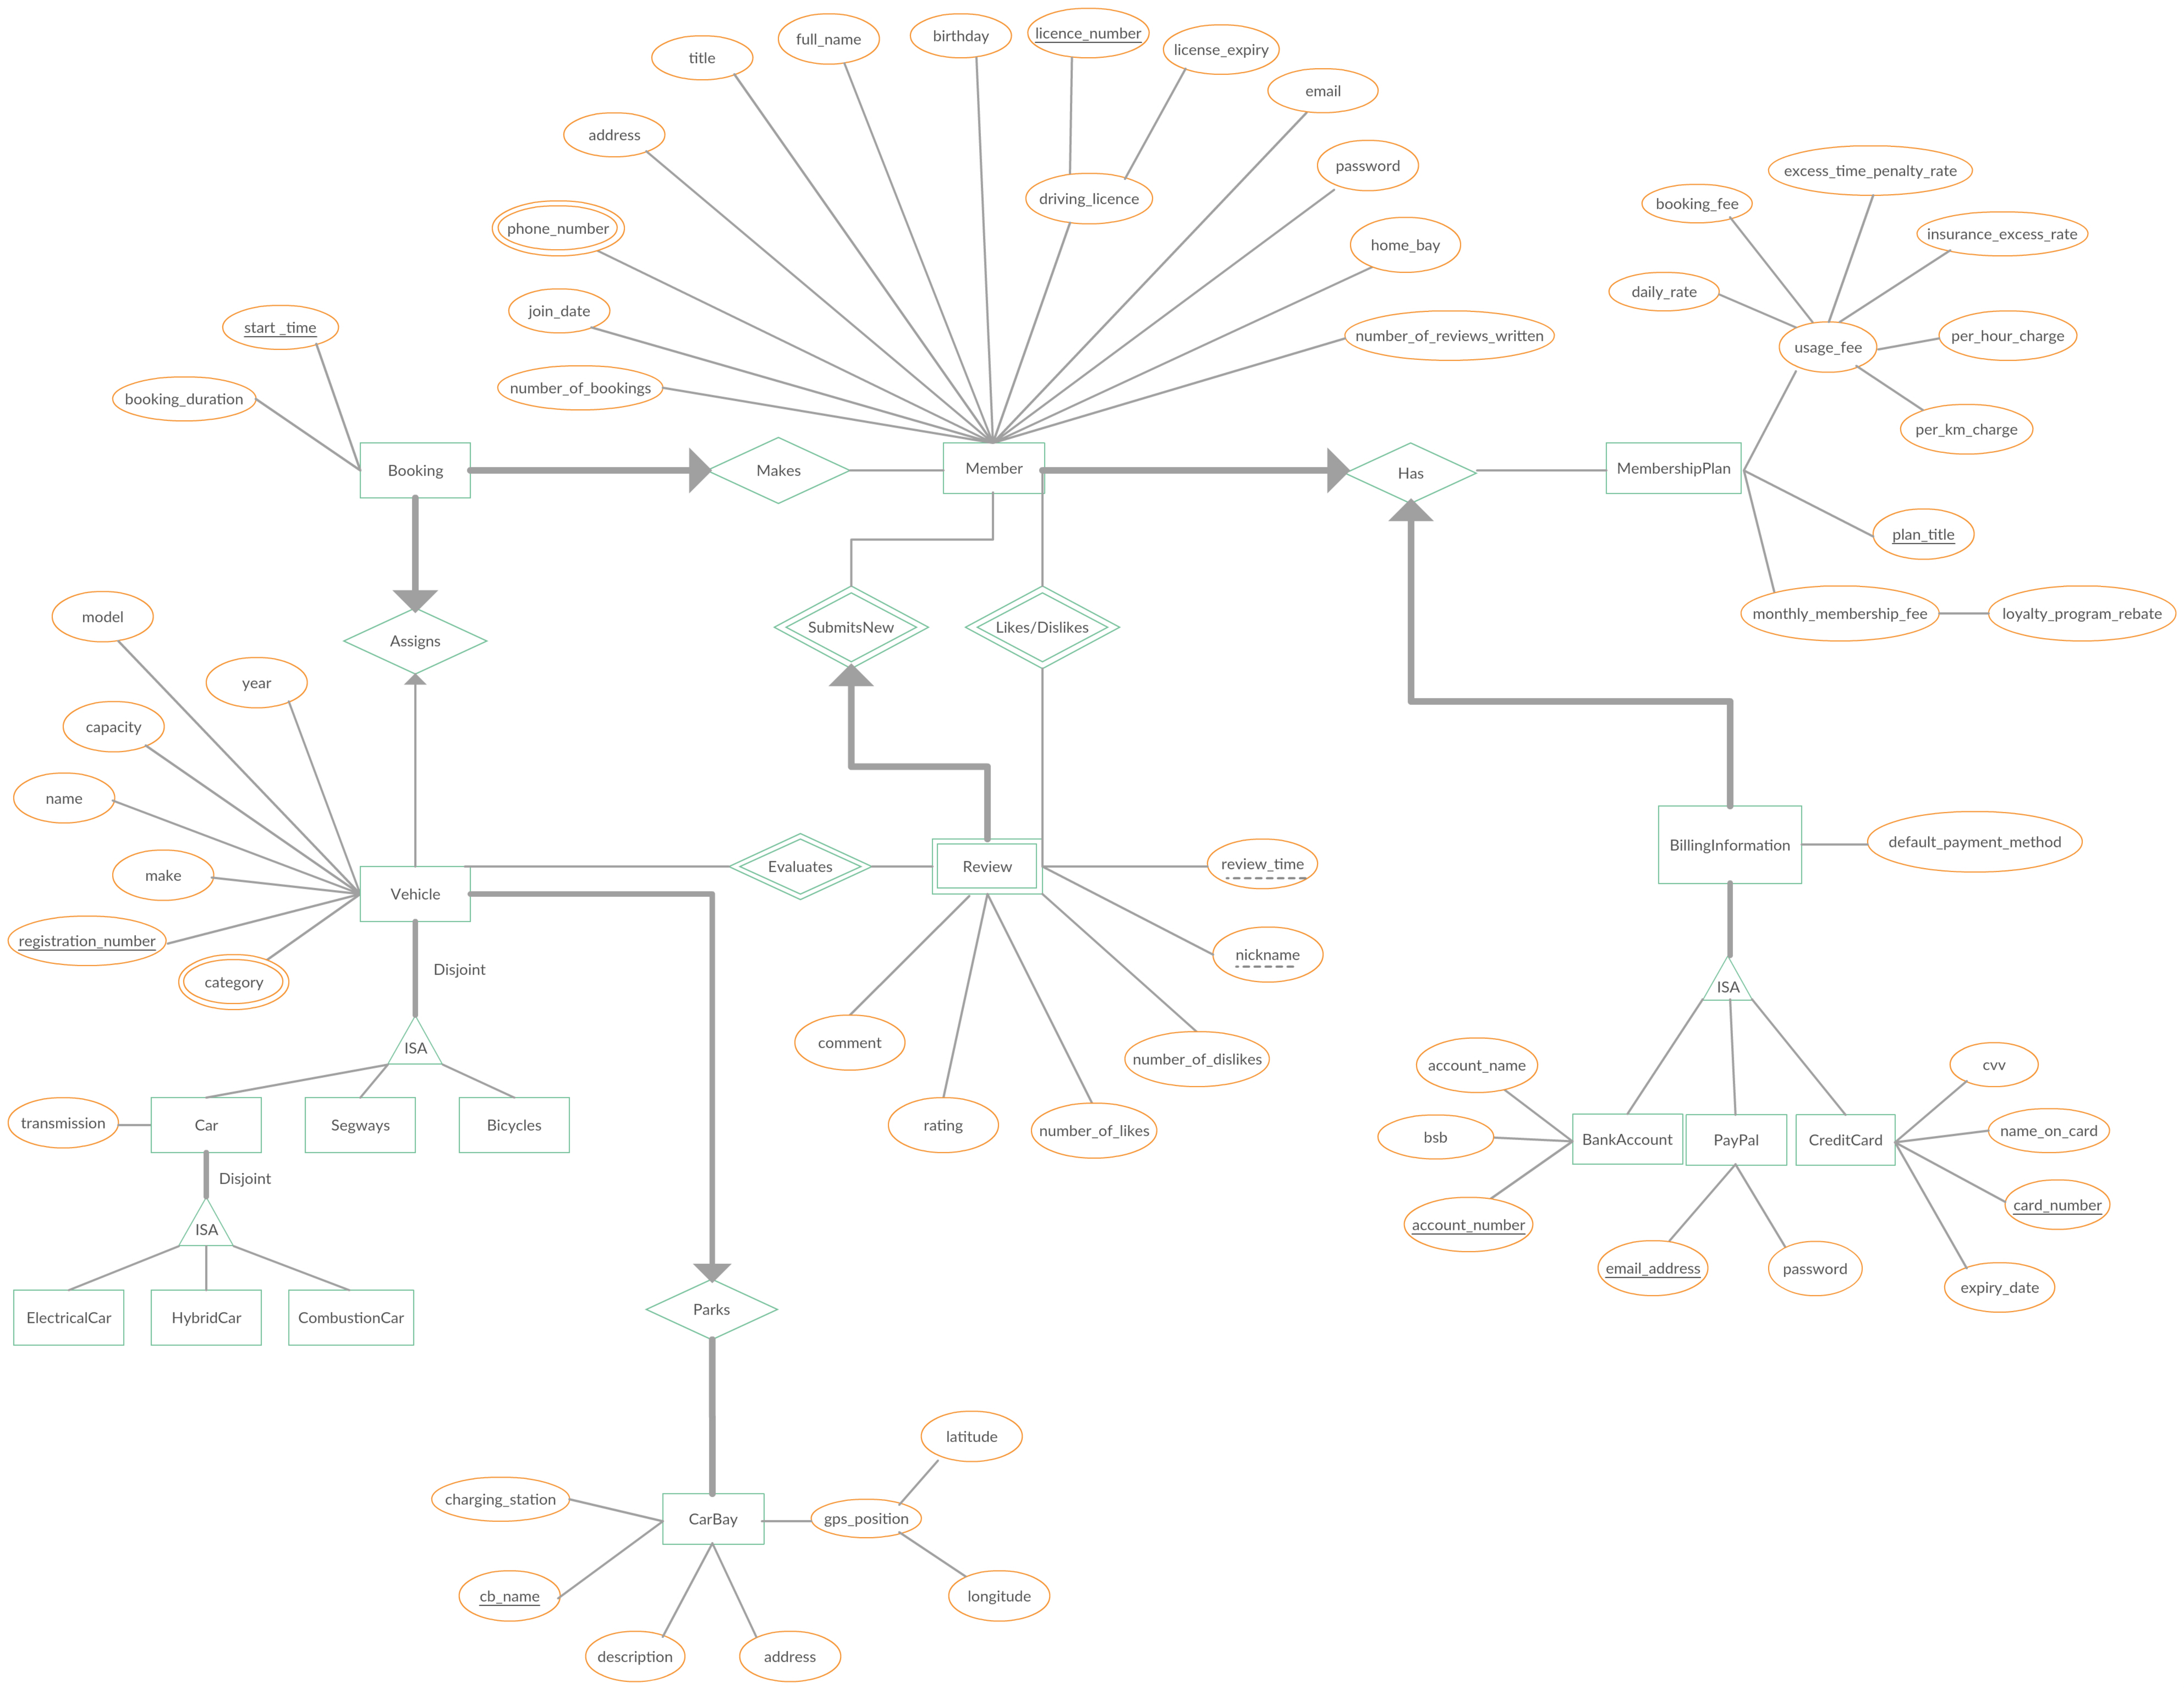 licence_number
birthday
full_name
license_expiry
title
email
address
password
excess_time_penalty_rate
driving_licence
booking_fee
phone_number
insurance_excess_rate
home_bay
daily_rate
join_date
start _time
number_of_reviews_written
per_hour_charge
usage_fee
number_of_bookings
booking_duration
per_km_charge
Booking
Makes
Member
Has
MembershipPlan
plan_title
monthly_membership_fee
loyalty_program_rebate
model
SubmitsNew
Likes/Dislikes
Assigns
year
capacity
name
default_payment_method
BillingInformation
review_time
Evaluates
Review
make
Vehicle
registration_number
nickname
Disjoint
category
ISA
comment
ISA
number_of_dislikes
account_name
cvv
transmission
Car
Segways
Bicycles
rating
number_of_likes
bsb
BankAccount
PayPal
CreditCard
name_on_card
Disjoint
card_number
account_number
ISA
email_address
password
expiry_date
Parks
ElectricalCar
HybridCar
CombustionCar
latitude
charging_station
CarBay
gps_position
cb_name
longitude
description
address